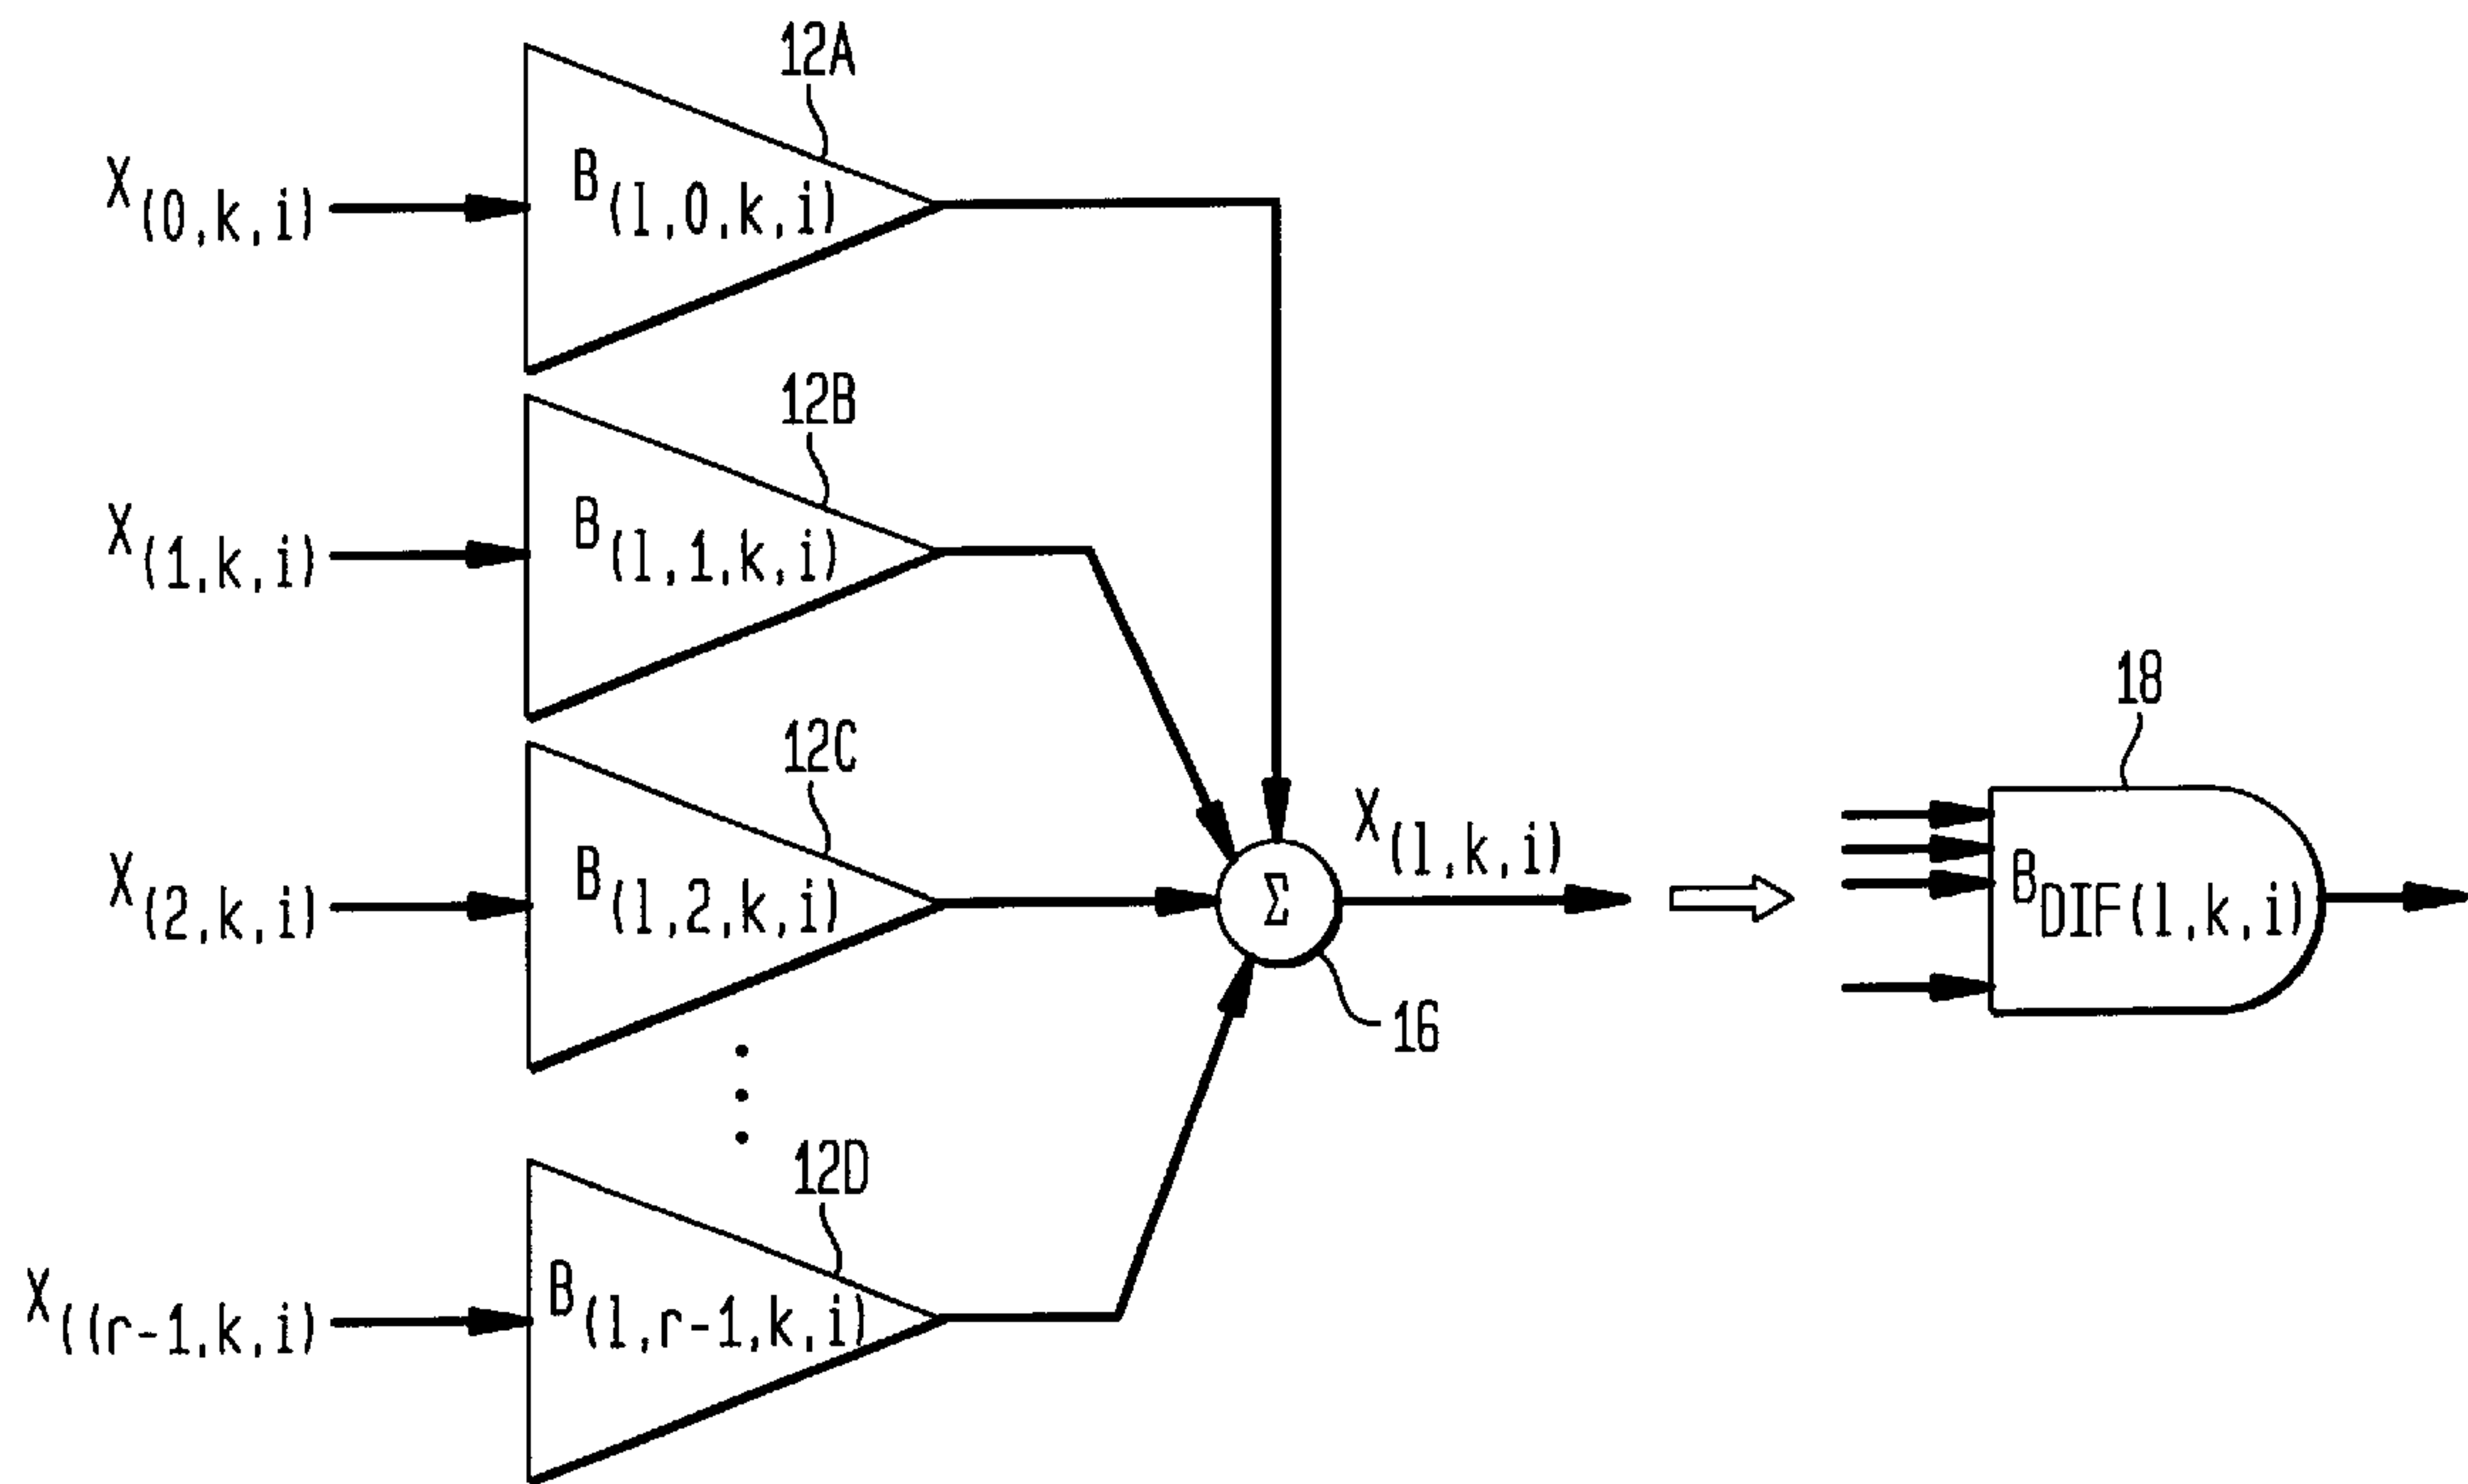 12A
X(0,k,i)
B(l,0,k,i)
12B
X(1,k,i)
B(l,1,k,i)
12C
X(2,k,i)
B(l,2,k,i)
Σ
X(l,k,i)
16
18
BDIF(l,k,i)
12D
X((r-1,k,i)
B(l,r-1,k,i)